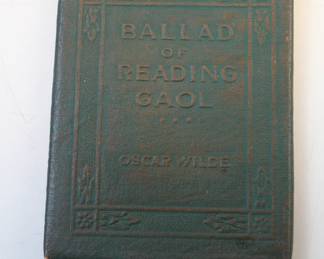 BALLAD
OF
READING
GAOL
OSCAR WILDE